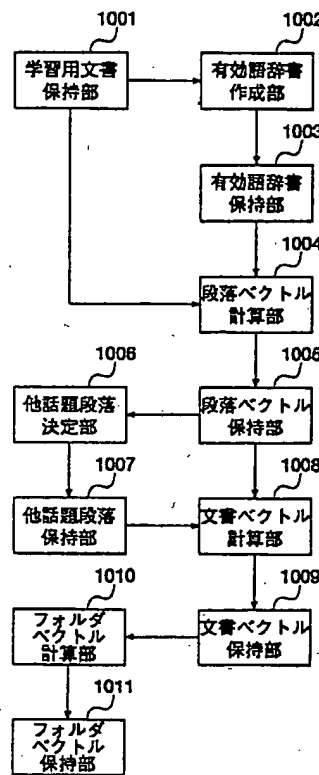 1001
学習用文書
保持部
1002
有効語辞書
作成部
1003
有効語辞書
保持部
1004
段落ベクトル
計算部
1005
段落ベクトル
保持部
1006
他話題段落
決定部
1007
他話題段落
保持部
1008
文書ベクトル
計算部
1009
文書ベクトル
保持部
1010
フォルダ
ベクトル
計算部
1011
フォルダ
ベクトル
保持部